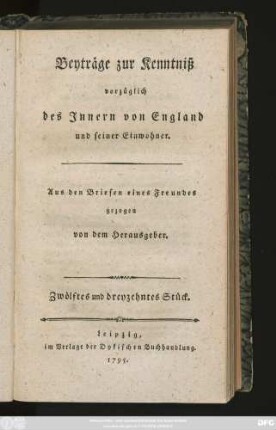 Beyträge zur Kenntniß
vorzüglich
des Innern von England
und seiner Einwohner.
Aus den Briefen eines Freundes
gezogen
von dem Herausgeber.
Zwölftes und dreyzehntes Stück.
Leipzig,
im Verlage der Dykischen Buchhandlung.
1795.